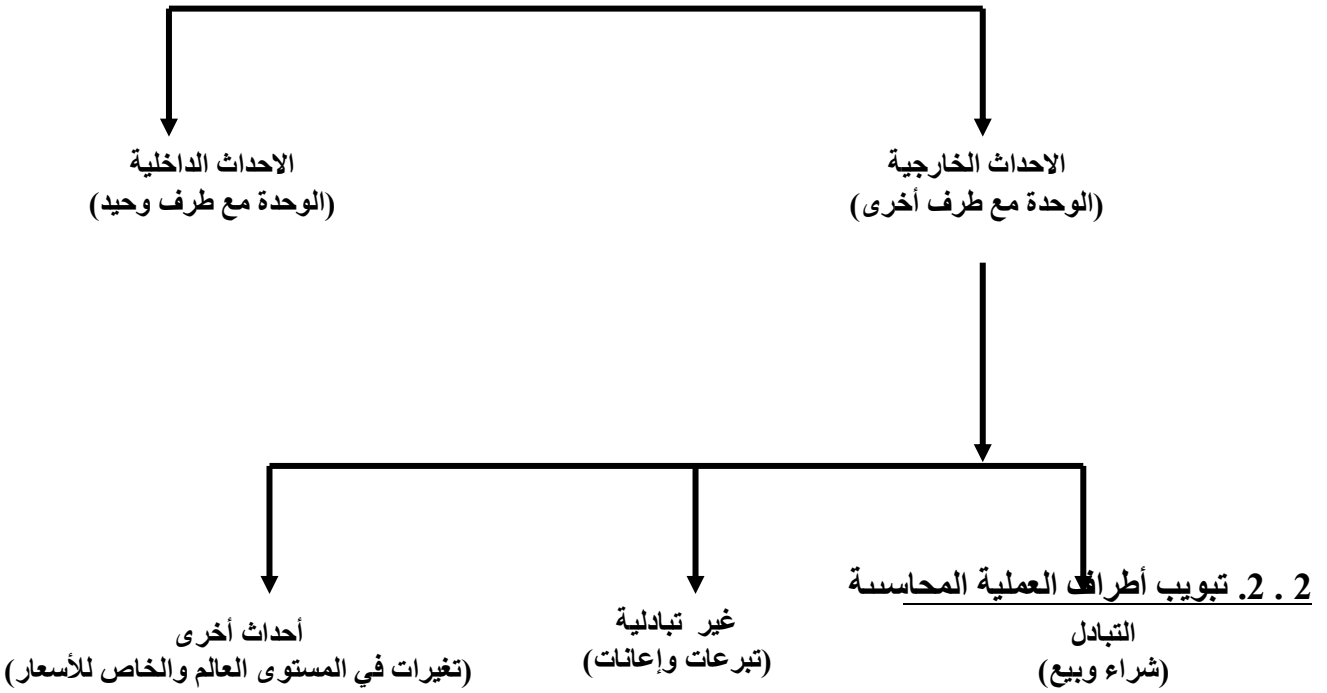 الاحداث الخارجية
(الوحدة مع طرف أخرى)
الاحداث الداخلية
(الوحدة مع طرف وحيد)
2 . 2. تبويب أطراف العملية المحاسبية
التبادل
(شراء وبيع)
غير تبادلية
(تبرعات وإعانات)
أحداث أخرى
(تغيرات في المستوى العالم والخاص للأسعار)